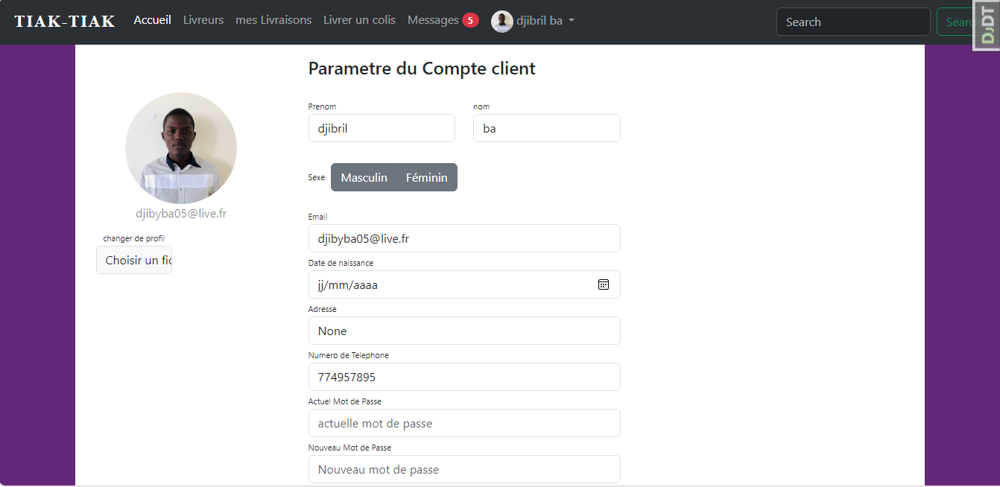 TIAK-TIAK Accueil Livreurs mes Livraisons Livrer un colis Messages 5 djibril ba Search Search DJDT
Parametre du Compte client
Prenom nom
djibril ba
Sexe Masculin Féminin
djibyba05@live.fr
changer de profil
Choisir un fic
Email
djibyba05@live.fr
Date de naissance
jj/mm/aaaa
Adresse
None
Numero de Telephone
774957895
Actuel Mot de Passe
actuelle mot de passe
Nouveau Mot de Passe
Nouveau mot de passe